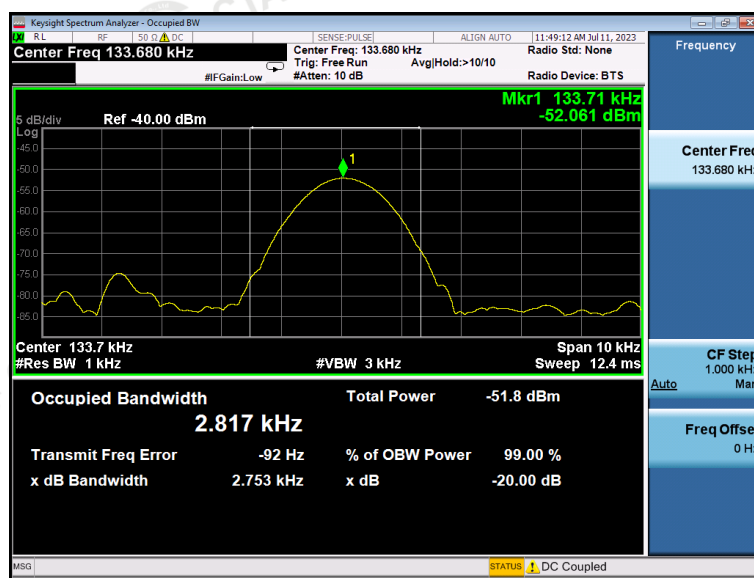 Keysight Spectrum Analyzer - Occupied BW
LXI RL RF 50 Ω DC SENSE:PULSE ALIGN AUTO 11:49:12 AM Jul 11, 2023
Center Freq 133.680 kHz
Center Freq: 133.680 kHz
Radio Std: None
Trig: Free Run Avg|Hold:>10/10
#IFGain:Low #Atten: 10 dB Radio Device: BTS
Mkr1 133.71 kHz
-52.061 dBm
5 dB/div Ref -40.00 dBm
Log
-45.0
1
-50.0
-55.0
-60.0
-65.0
-70.0
-75.0
-80.0
-85.0
Center 133.7 kHz Span 10 kHz
#Res BW 1 kHz #VBW 3 kHz Sweep 12.4 ms
Occupied Bandwidth Total Power -51.8 dBm
2.817 kHz
Transmit Freq Error -92 Hz % of OBW Power 99.00 %
x dB Bandwidth 2.753 kHz x dB -20.00 dB
MSG STATUS DC Coupled
Frequency
Center Freq
133.680 kHz
CF Step
1.000 kHz
Auto Man
Freq Offset
0 Hz